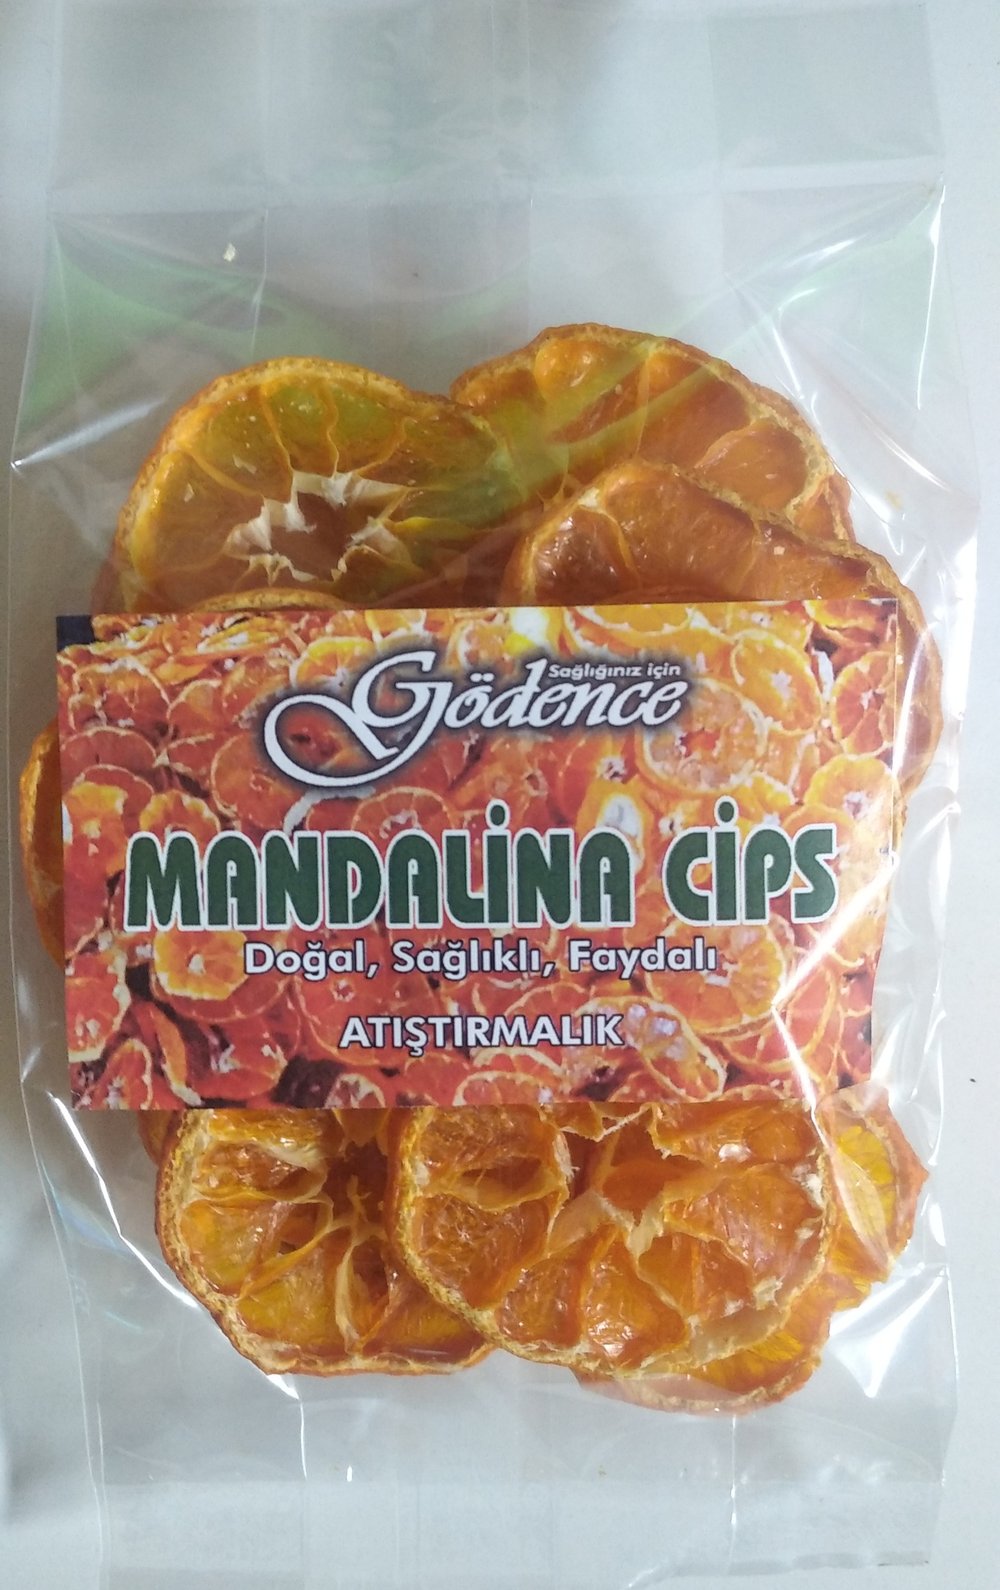 Sağlığınız için
Gödence
MANDALİNA CİPS
Doğal, Sağlıklı, Faydalı
ATIŞTIRMALIK